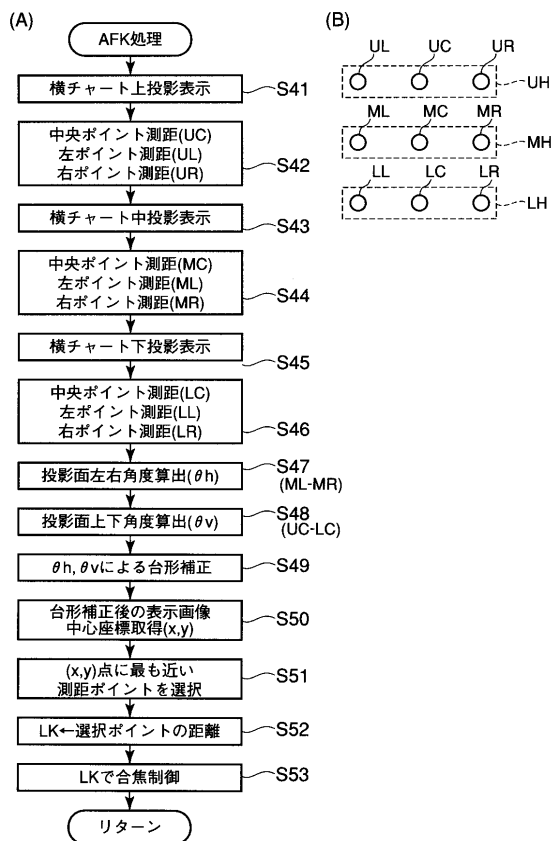 (A)
AFK処理
横チャート上投影表示
S41
中央ポイント測距(UC)
左ポイント測距(UL)
右ポイント測距(UR)
S42
横チャート中投影表示
S43
中央ポイント測距(MC)
左ポイント測距(ML)
右ポイント測距(MR)
S44
横チャート下投影表示
S45
中央ポイント測距(LC)
左ポイント測距(LL)
右ポイント測距(LR)
S46
投影面左右角度算出(θh)
S47
(ML-MR)
投影面上下角度算出(θv)
S48
(UC-LC)
θh, θvによる台形補正
S49
台形補正後の表示画像
中心座標取得(x,y)
S50
(x,y)点に最も近い
測距ポイントを選択
S51
LK←選択ポイントの距離
S52
LKで合焦制御
S53
リターン
(B)
UL UC UR
UH
ML MC MR
MH
LL LC LR
LH